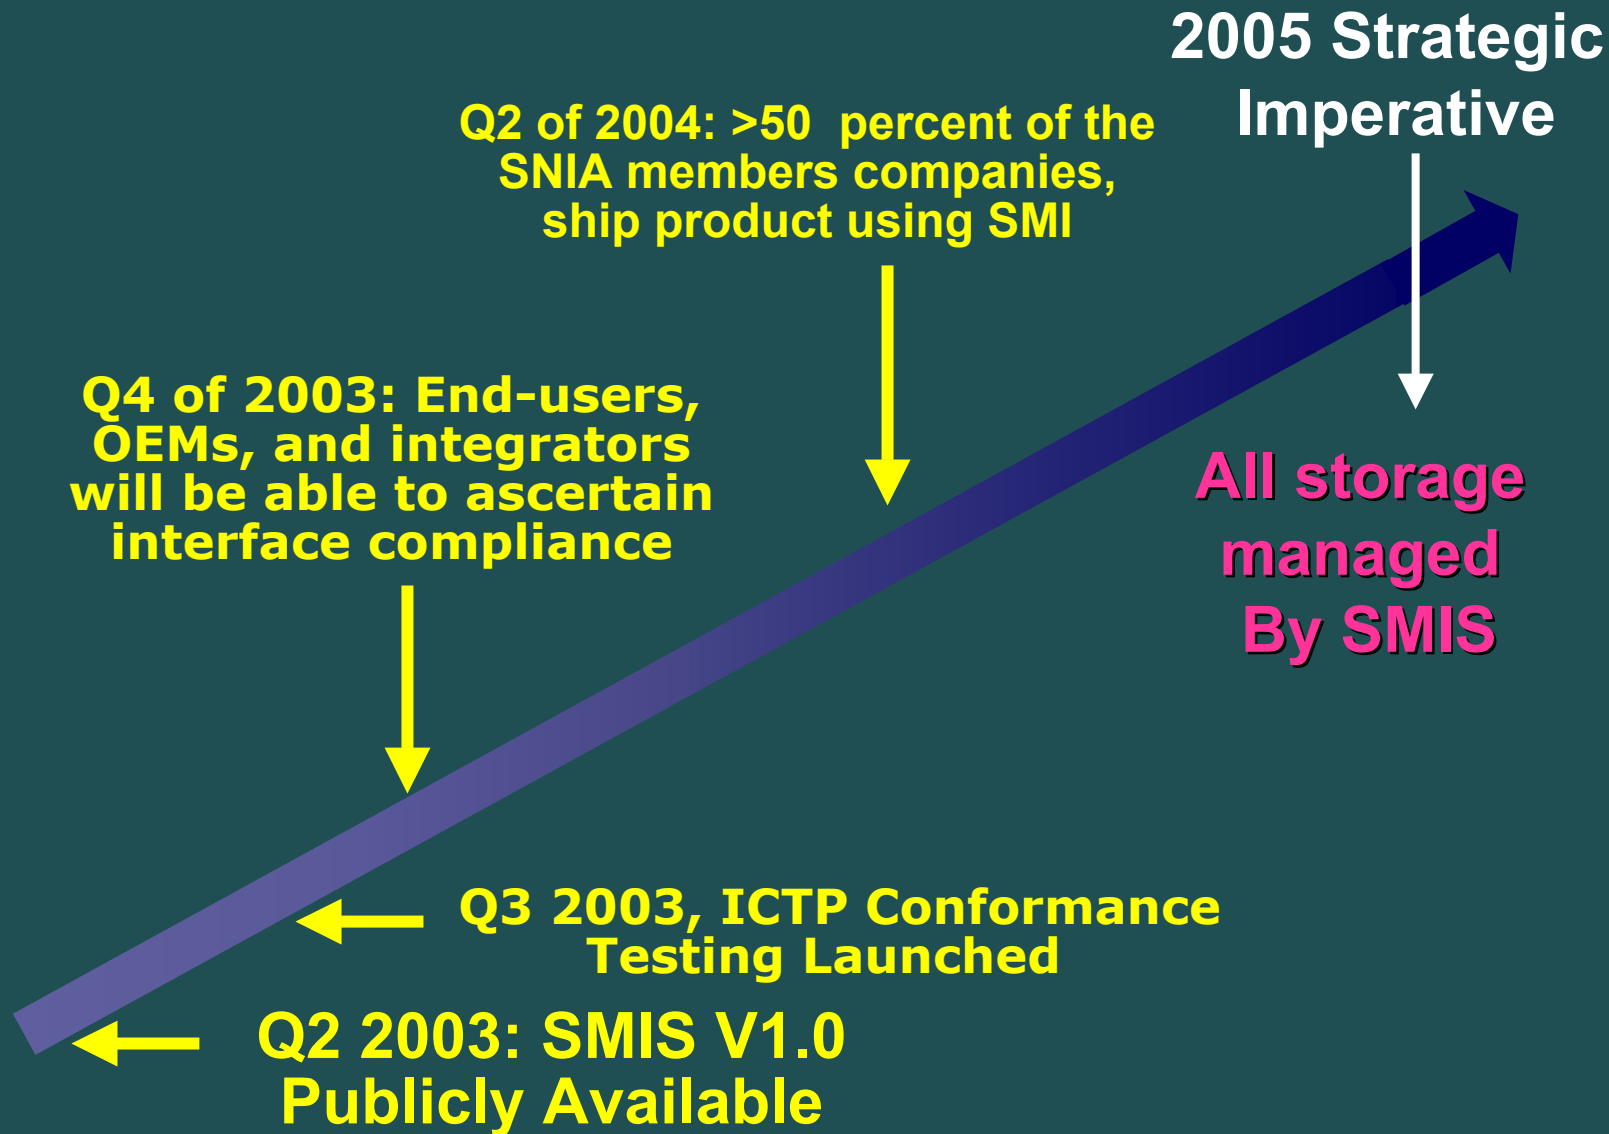 2005 Strategic
Imperative
Q2 of 2004: >50 percent of the
SNIA members companies,
ship product using SMI
Q4 of 2003: End-users,
OEMs, and integrators
will be able to ascertain
interface compliance
All storage
managed
By SMIS
Q3 2003, ICTP Conformance
Testing Launched
Q2 2003: SMIS V1.0
Publicly Available